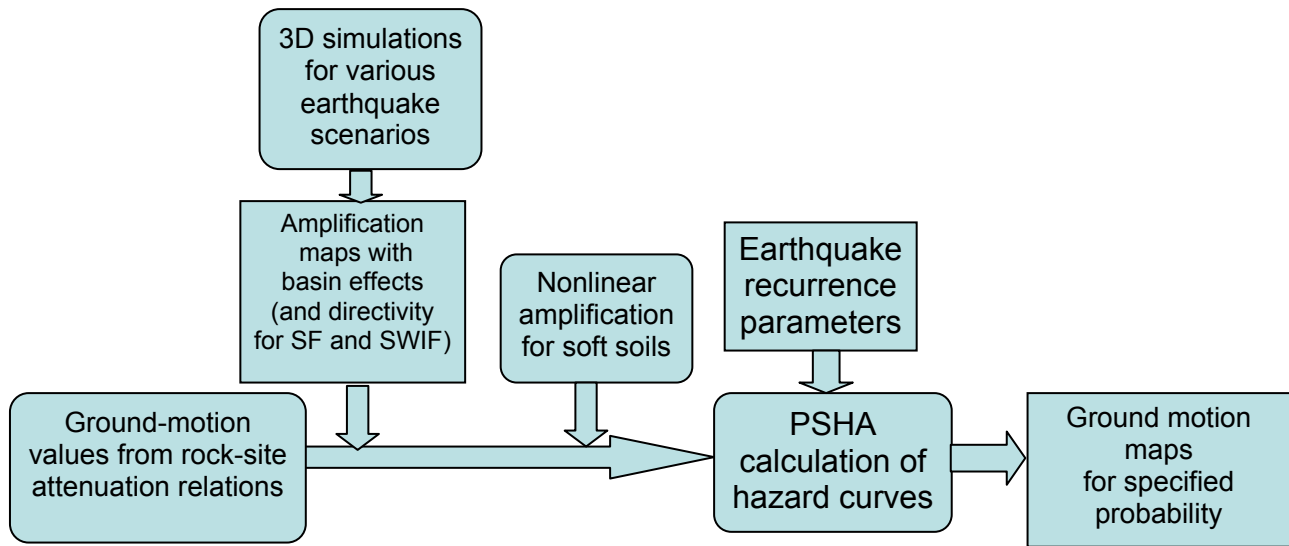 3D simulations
for various
earthquake
scenarios
Amplification
maps with
basin effects
(and directivity
for SF and SWIF)
Nonlinear
amplification
for soft soils
Earthquake
recurrence
parameters
Ground-motion
values from rock-site
attenuation relations
PSHA
calculation of
hazard curves
Ground motion
maps
for specified
probability